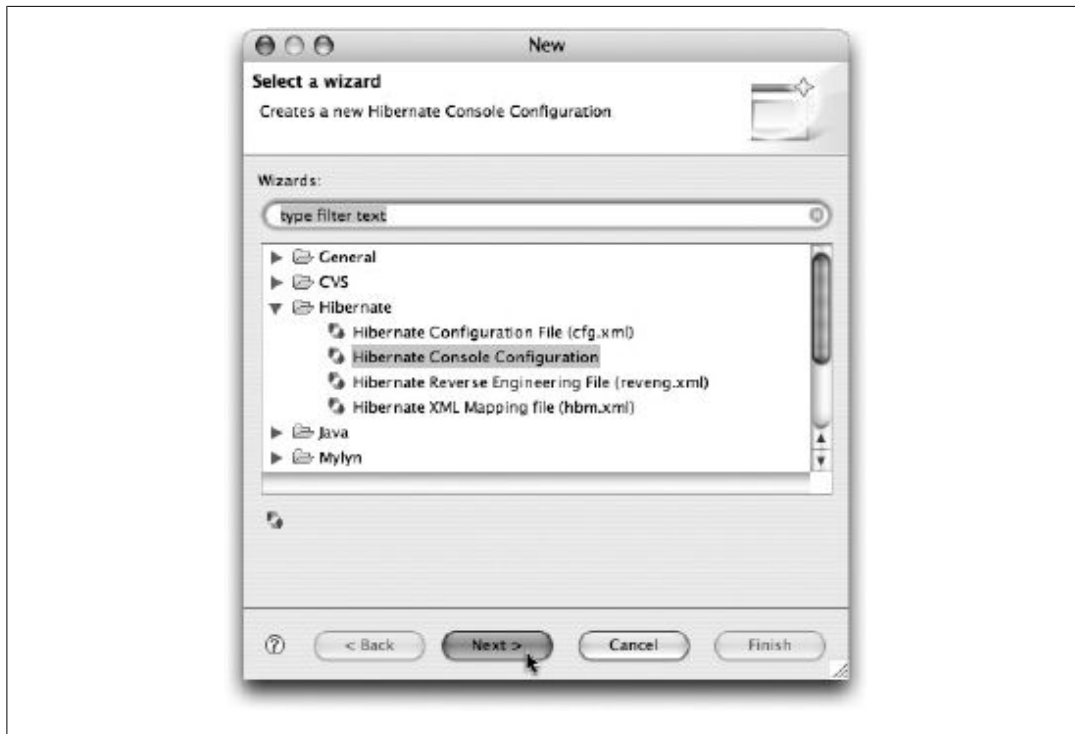 New
Select a wizard
Creates a new Hibernate Console Configuration
Wizards:
type filter text
General
CVS
Hibernate
Hibernate Configuration File (cfg.xml)
Hibernate Console Configuration
Hibernate Reverse Engineering File (reveng.xml)
Hibernate XML Mapping file (hbm.xml)
Java
Mylyn
? < Back Next > Cancel Finish